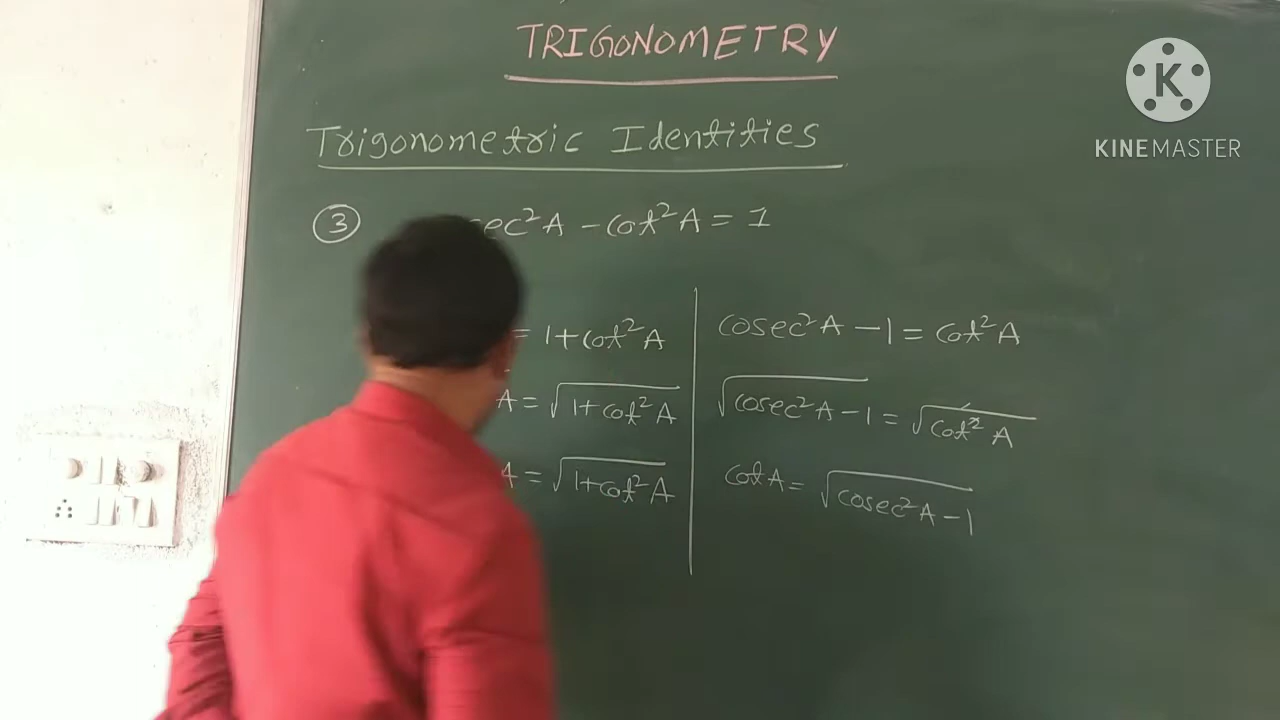 TRIGONOMETRY
Trigonometric Identities
③ sec²A - cot²A = 1
= 1 + cot²A
A = √(1 + cot²A)
A = √(1 + cot²A)
cosec²A - 1 = cot²A
√(cosec²A - 1) = √(cot²A)
cot A = √(cosec²A - 1)
K
KINEMASTER